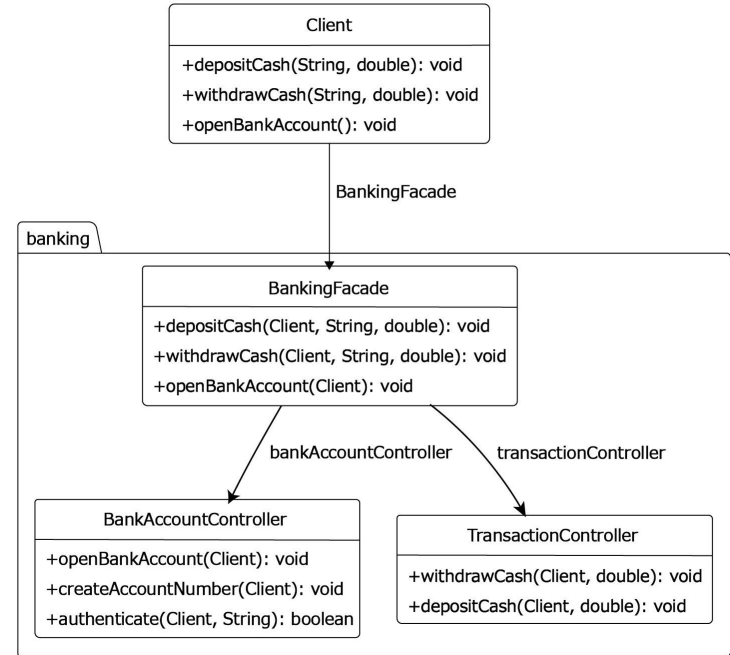 Client
+depositCash(String, double): void
+withdrawCash(String, double): void
+openBankAccount(): void
BankingFacade
banking
BankingFacade
+depositCash(Client, String, double): void
+withdrawCash(Client, String, double): void
+openBankAccount(Client): void
bankAccountController
transactionController
BankAccountController
+openBankAccount(Client): void
+createAccountNumber(Client): void
+authenticate(Client, String): boolean
TransactionController
+withdrawCash(Client, double): void
+depositCash(Client, double): void